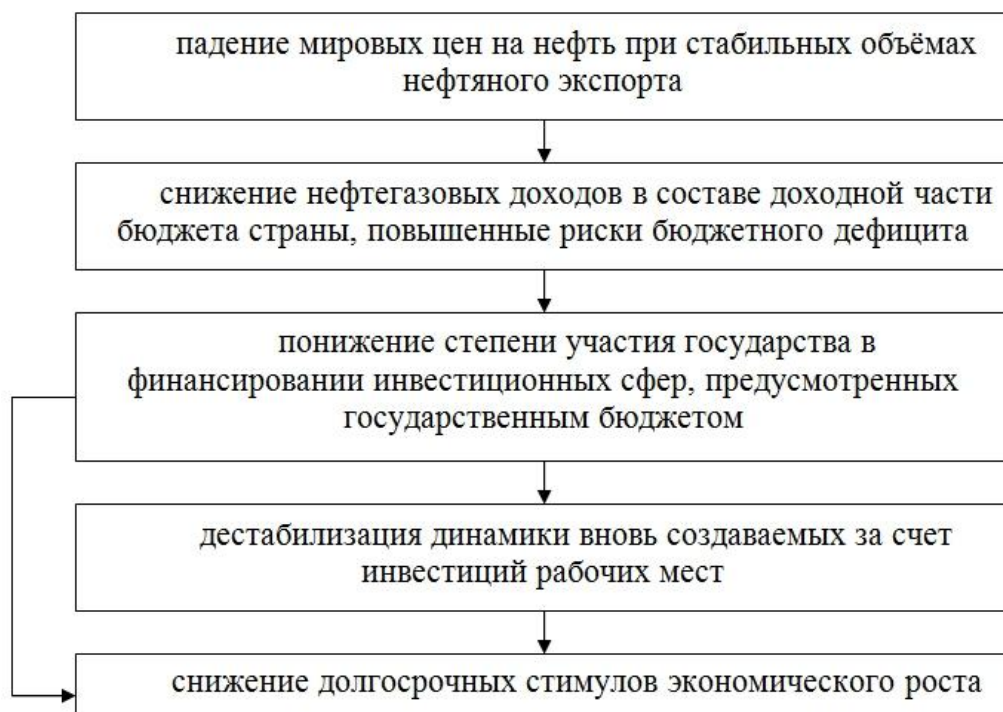 падение мировых цен на нефть при стабильных объёмах
нефтяного экспорта
снижение нефтегазовых доходов в составе доходной части
бюджета страны, повышенные риски бюджетного дефицита
понижение степени участия государства в
финансировании инвестиционных сфер, предусмотренных
государственным бюджетом
дестабилизация динамики вновь создаваемых за счет
инвестиций рабочих мест
снижение долгосрочных стимулов экономического роста